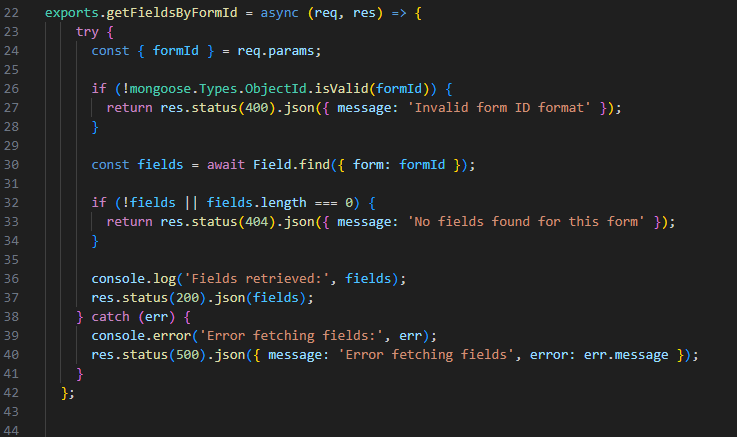 22 exports.getFieldsByFormId = async (req, res) => {
23     try {
24       const { formId } = req.params;
25
26       if (!mongoose.Types.ObjectId.isValid(formId)) {
27         return res.status(400).json({ message: 'Invalid form ID format' });
28       }
29
30       const fields = await Field.find({ form: formId });
31
32       if (!fields || fields.length === 0) {
33         return res.status(404).json({ message: 'No fields found for this form' });
34       }
35
36       console.log('Fields retrieved:', fields);
37       res.status(200).json(fields);
38     } catch (err) {
39       console.error('Error fetching fields:', err);
40       res.status(500).json({ message: 'Error fetching fields', error: err.message });
41     }
42   };
43
44